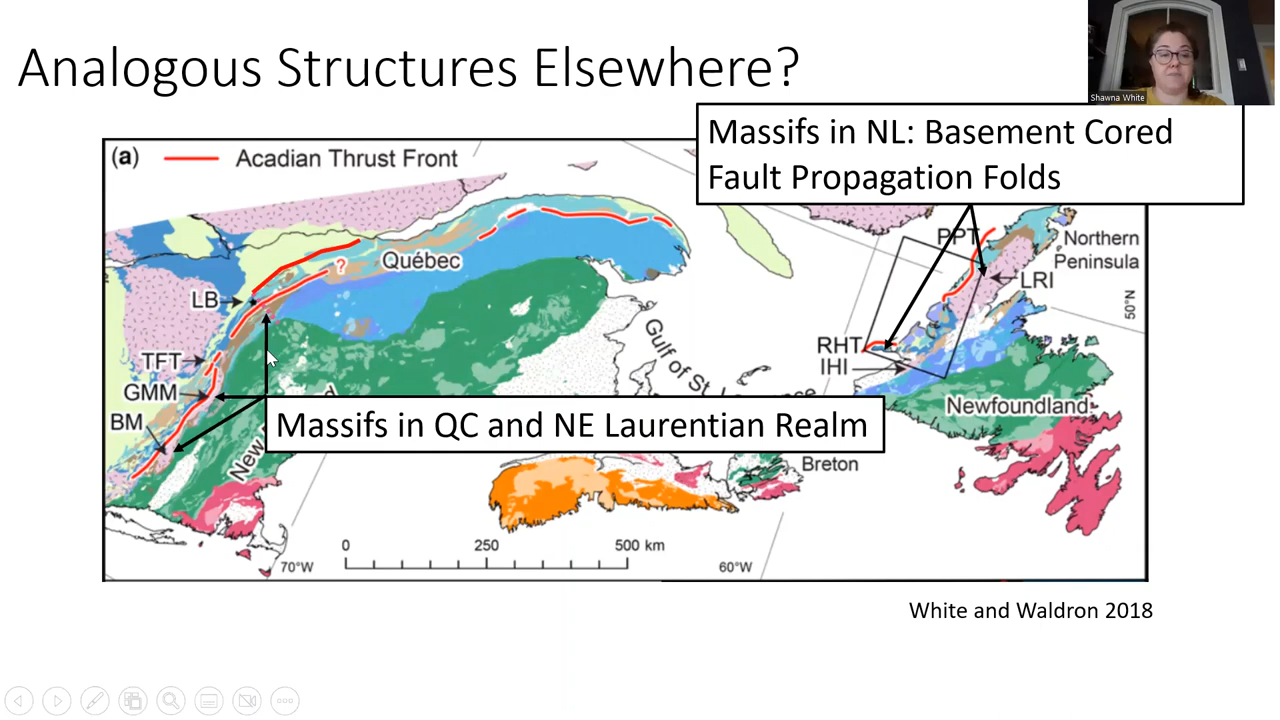 Analogous Structures Elsewhere?
Shawna White
Massifs in NL: Basement Cored
Fault Propagation Folds
(a) Acadian Thrust Front
PPT
Northern
Peninsula
Québec
?
LRI
LB
50°N
RHT
IHI
TFT
GMM
Gulf of St.
BM
Massifs in QC and NE Laurentian Realm
Newfoundland
New
Breton
0 250 500 km
70°W
60°W
White and Waldron 2018